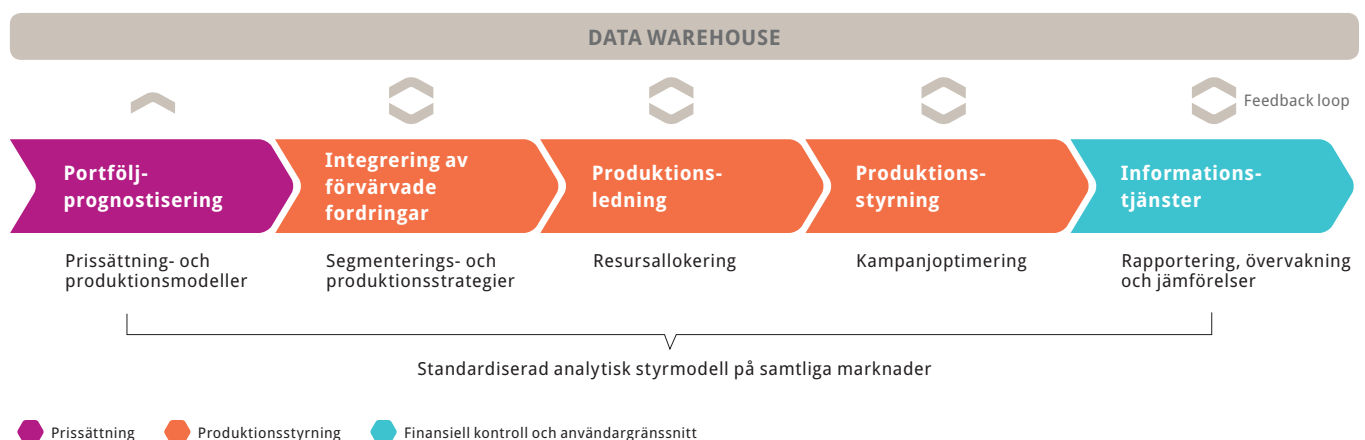 DATA WAREHOUSE
Feedback loop
Portfölj-
prognostisering
Integrering av
förvärvade
fordringar
Produktions-
ledning
Produktions-
styrning
Informations-
tjänster
Prissättning- och
produktionsmodeller
Segmenterings- och
produktionsstrategier
Resursallokering
Kampanjoptimering
Rapportering, övervakning
och jämförelser
Standardiserad analytisk styrmodell på samtliga marknader
Prissättning
Produktionsstyrning
Finansiell kontroll och användargränssnitt